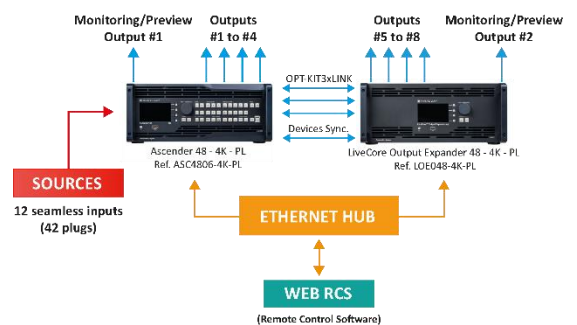 Monitoring/Preview
Output #1
Outputs
#1 to #4
Outputs
#5 to #8
Monitoring/Preview
Output #2
OPT-KIT3xLINK
Devices Sync.
Ascender 48 - 4K - PL
Ref. ASC4806-4K-PL
LiveCore Output Expander 48 - 4K - PL
Ref. LOE048-4K-PL
SOURCES
12 seamless inputs
(42 plugs)
ETHERNET HUB
WEB RCS
(Remote Control Software)